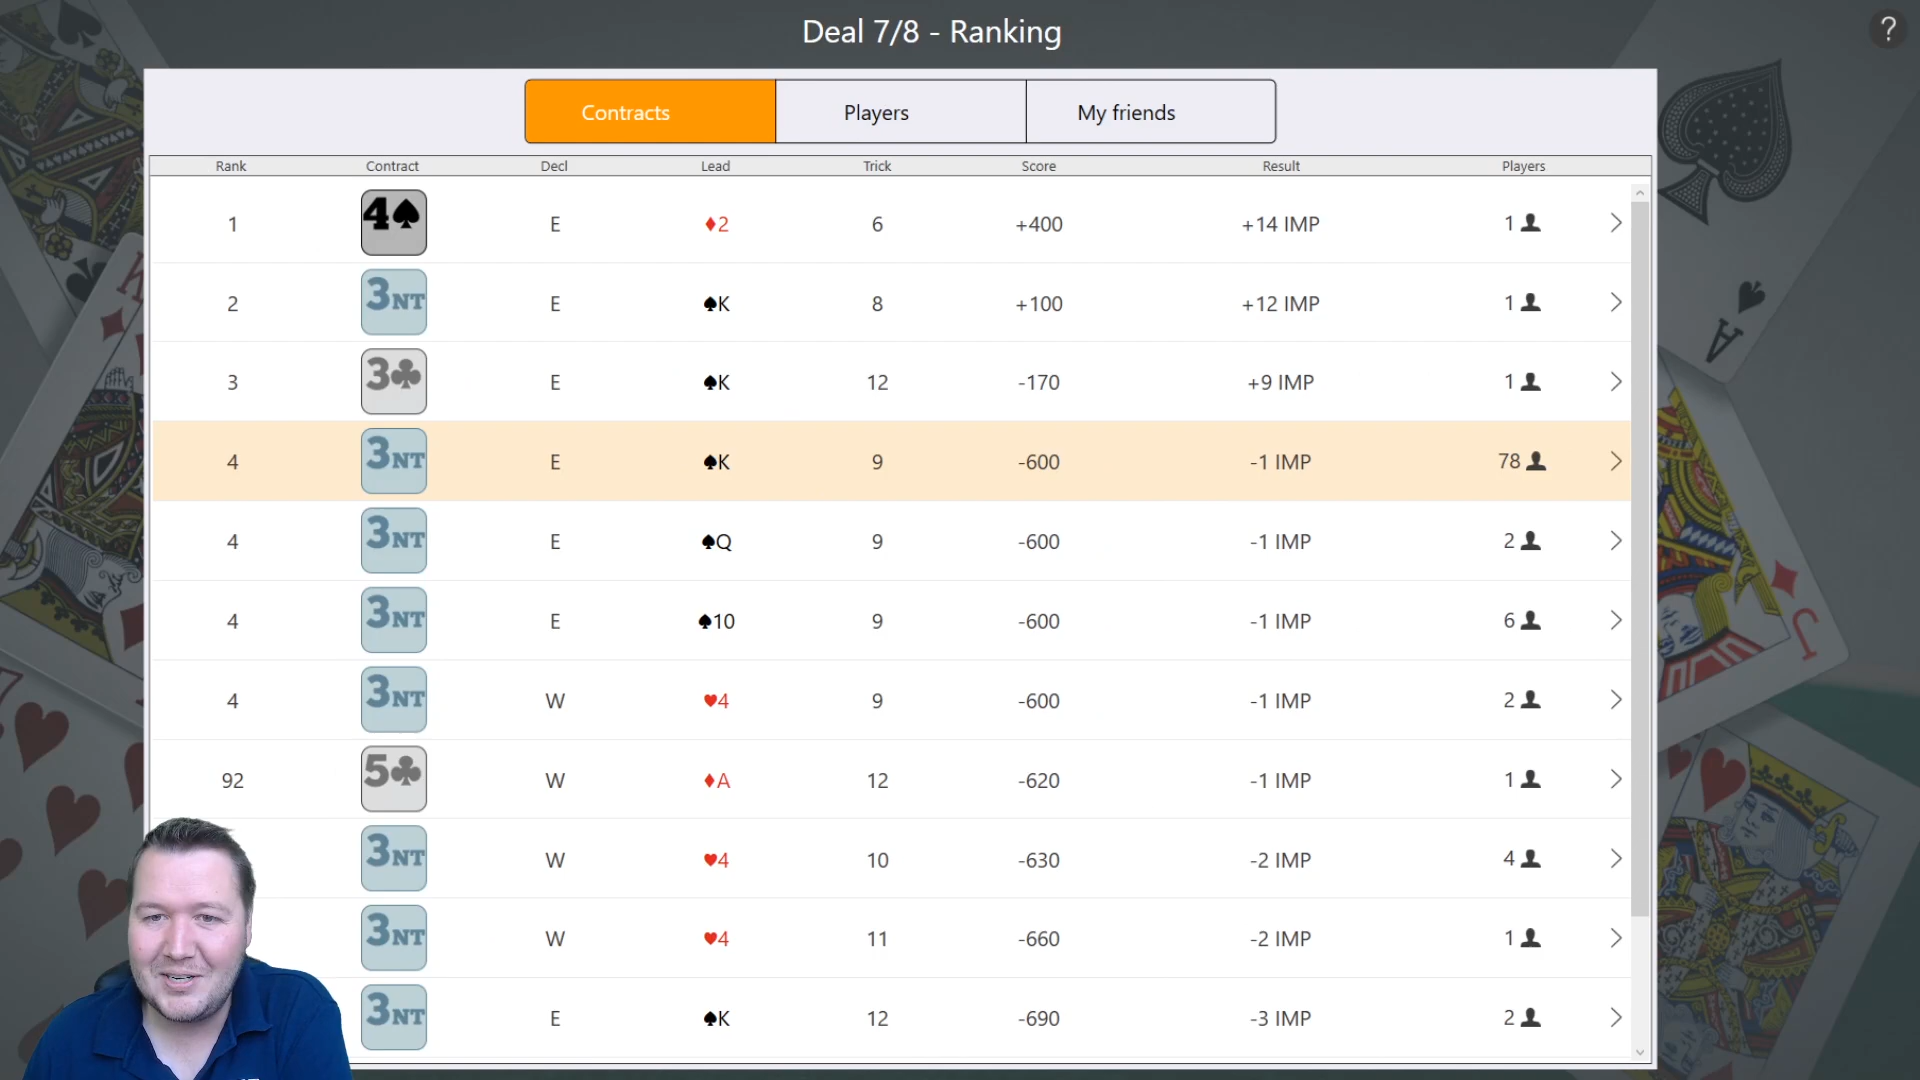 Deal 7/8 - Ranking
?
Contracts Players My friends
Rank Contract Decl Lead Trick Score Result Players
1 4♠ E ♦2 6 +400 +14 IMP 1
2 3NT E ♠K 8 +100 +12 IMP 1
3 3♣ E ♠K 12 -170 +9 IMP 1
4 3NT E ♠K 9 -600 -1 IMP 78
4 3NT E ♠Q 9 -600 -1 IMP 2
4 3NT E ♠10 9 -600 -1 IMP 6
4 3NT W ♥4 9 -600 -1 IMP 2
92 5♣ W ♦A 12 -620 -1 IMP 1
3NT W ♥4 10 -630 -2 IMP 4
3NT W ♥4 11 -660 -2 IMP 1
3NT E ♠K 12 -690 -3 IMP 2
A
K
J
7